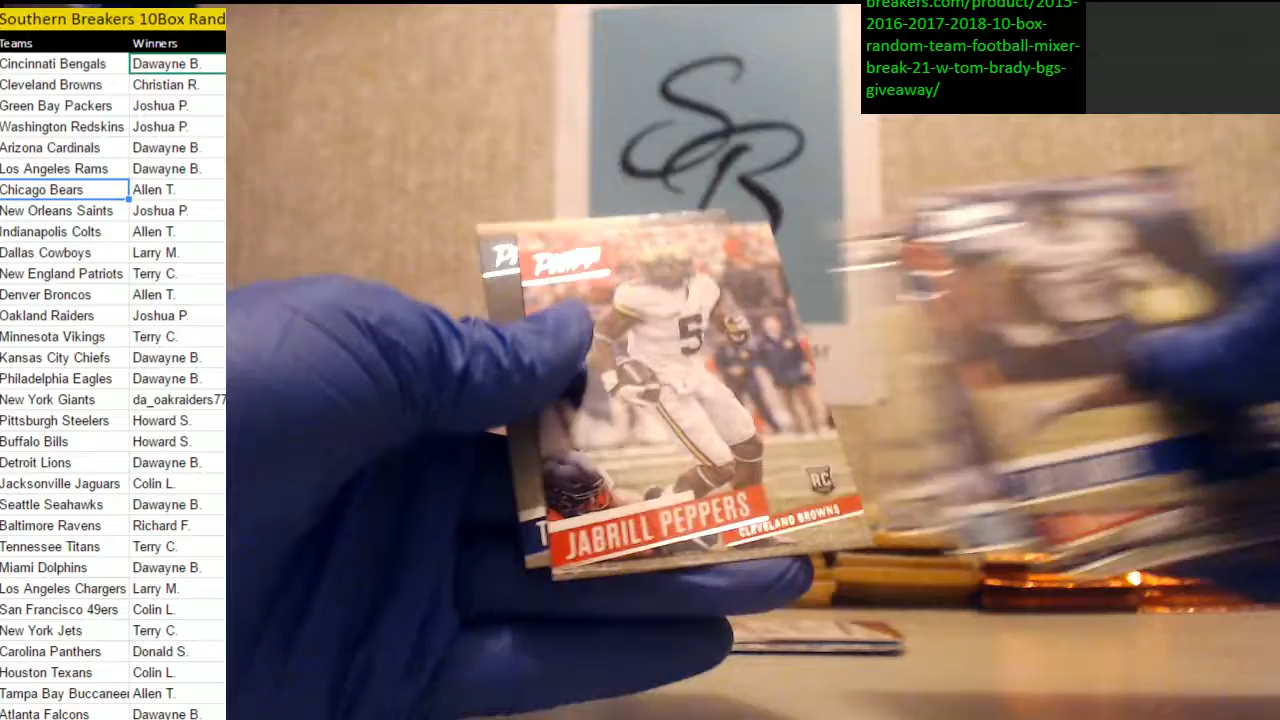 Southern Breakers 10Box Rand
Teams Winners
Cincinnati Bengals Dawayne B.
Cleveland Browns Christian R.
Green Bay Packers Joshua P.
Washington Redskins Joshua P.
Arizona Cardinals Dawayne B.
Los Angeles Rams Dawayne B.
Chicago Bears Allen T.
New Orleans Saints Joshua P.
Indianapolis Colts Allen T.
Dallas Cowboys Larry M.
New England Patriots Terry C.
Denver Broncos Allen T.
Oakland Raiders Joshua P.
Minnesota Vikings Terry C.
Kansas City Chiefs Dawayne B.
Philadelphia Eagles Dawayne B.
New York Giants da_oakraiders77
Pittsburgh Steelers Howard S.
Buffalo Bills Howard S.
Detroit Lions Dawayne B.
Jacksonville Jaguars Colin L.
Seattle Seahawks Dawayne B.
Baltimore Ravens Richard F.
Tennessee Titans Terry C.
Miami Dolphins Dawayne B.
Los Angeles Chargers Larry M.
San Francisco 49ers Colin L.
New York Jets Terry C.
Carolina Panthers Donald S.
Houston Texans Colin L.
Tampa Bay Buccaneer Allen T.
Atlanta Falcons Dawayne B.
breakers.com/product/2015-
2016-2017-2018-10-box-
random-team-football-mixer-
break-21-w-tom-brady-bgs-
giveaway/
SRB
5
RC
JABRILL PEPPERS
CLEVELAND BROWNS